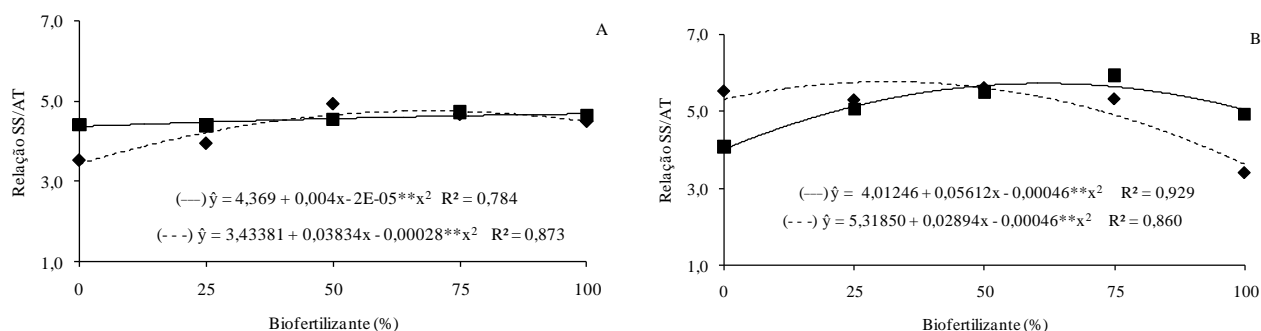 A
7,0
5,0
3,0
1,0
Relação SS/AT
(—) ŷ = 4,369 + 0,004x- 2E-05**x² R² = 0,784
(- - -) ŷ = 3,43381 + 0,03834x - 0,00028**x² R² = 0,873
0 25 50 75 100
Biofertilizante (%)
B
7,0
5,0
3,0
1,0
Relação SS/AT
(—) ŷ = 4,01246 + 0,05612x - 0,00046**x² R² = 0,929
(- - -) ŷ = 5,31850 + 0,02894x - 0,00046**x² R² = 0,860
0 25 50 75 100
Biofertilizante (%)